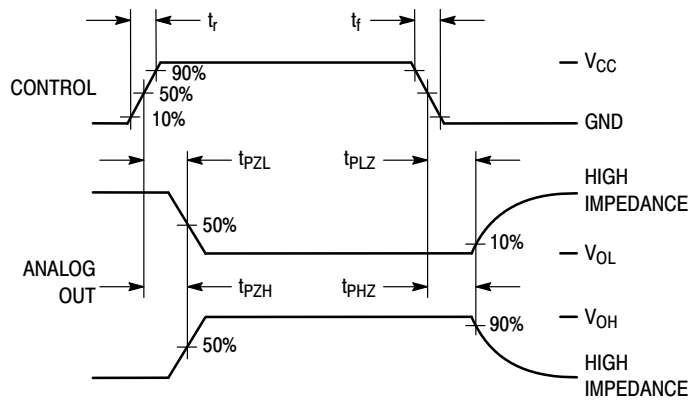 tr
tf
VCC
90%
CONTROL
50%
10%
GND
tPZL
tPLZ
HIGH
IMPEDANCE
50%
10%
ANALOG
OUT
VOL
tPZH
tPHZ
VOH
90%
50%
HIGH
IMPEDANCE